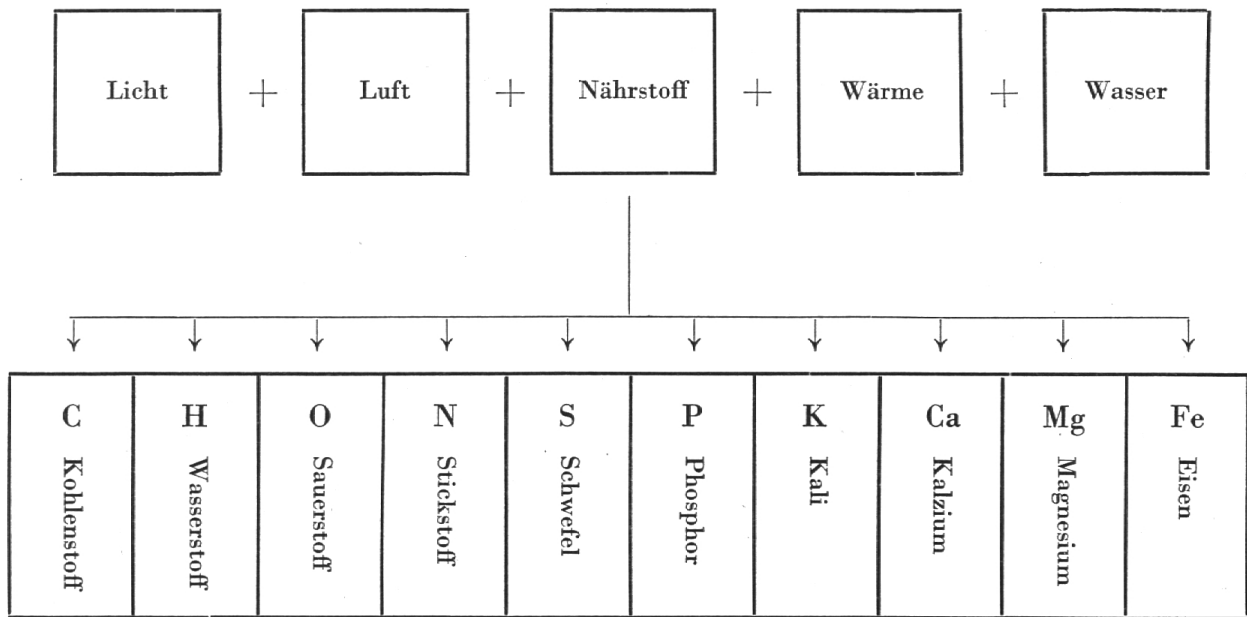 Licht + Luft + Nährstoff + Wärme + Wasser
C H O N S P K Ca Mg Fe
Kohlenstoff Wasserstoff Sauerstoff Stickstoff Schwefel Phosphor Kali Kalzium Magnesium Eisen